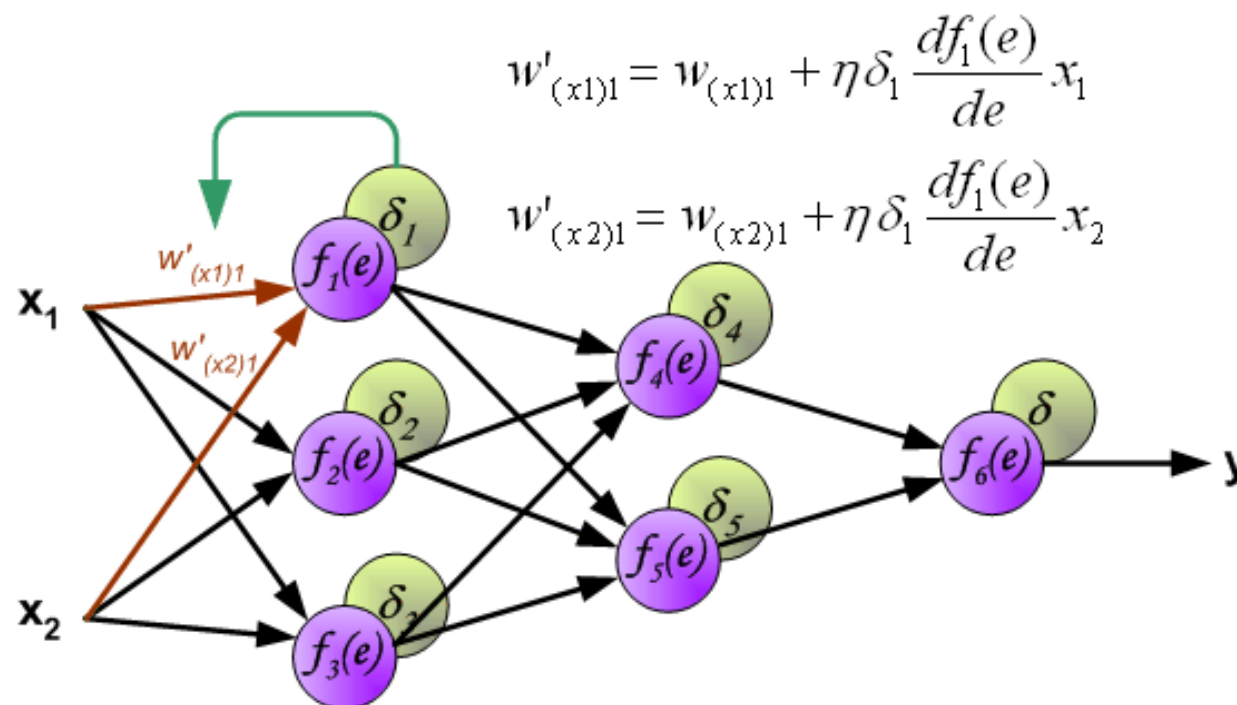 w'₍ₓ₁₎₁ = w₍ₓ₁₎₁ + ηδ₁ df₁(e)/de x₁
w'₍ₓ₂₎₁ = w₍ₓ₂₎₁ + ηδ₁ df₁(e)/de x₂
δ₁
f₁(e)
w'₍ₓ₁₎₁
x₁
w'₍ₓ₂₎₁
δ₄
f₄(e)
δ₂
f₂(e)
δ
f₆(e)
y
δ₅
f₅(e)
x₂
δ₃
f₃(e)